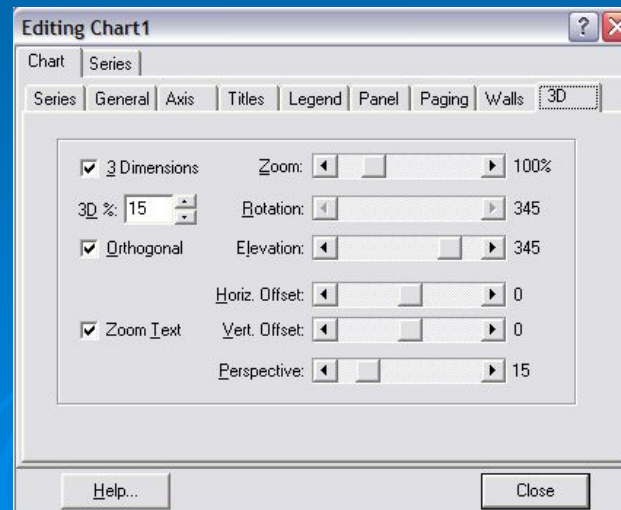 Editing Chart1
Chart Series
Series General Axis Titles Legend Panel Paging Walls 3D
3 Dimensions Zoom: 100%
3D %: 15 Rotation: 345
Orthogonal Elevation: 345
Horiz. Offset: 0
Zoom Text Vert. Offset: 0
Perspective: 15
Help... Close